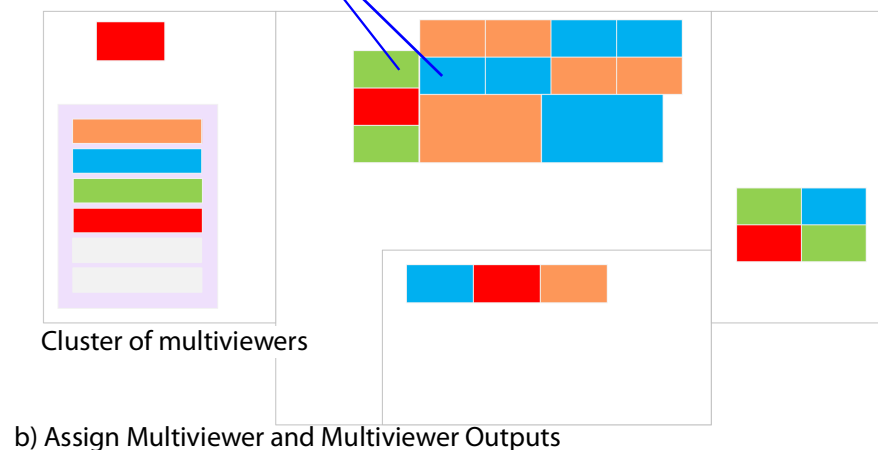 Cluster of multiviewers
b) Assign Multiviewer and Multiviewer Outputs